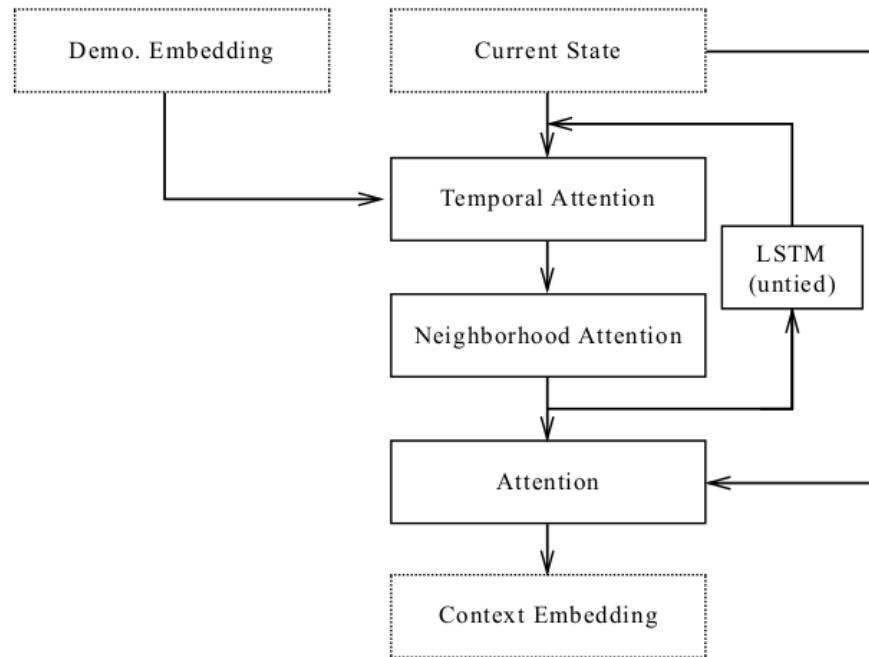 Demo. Embedding
Current State
Temporal Attention
LSTM
(untied)
Neighborhood Attention
Attention
Context Embedding